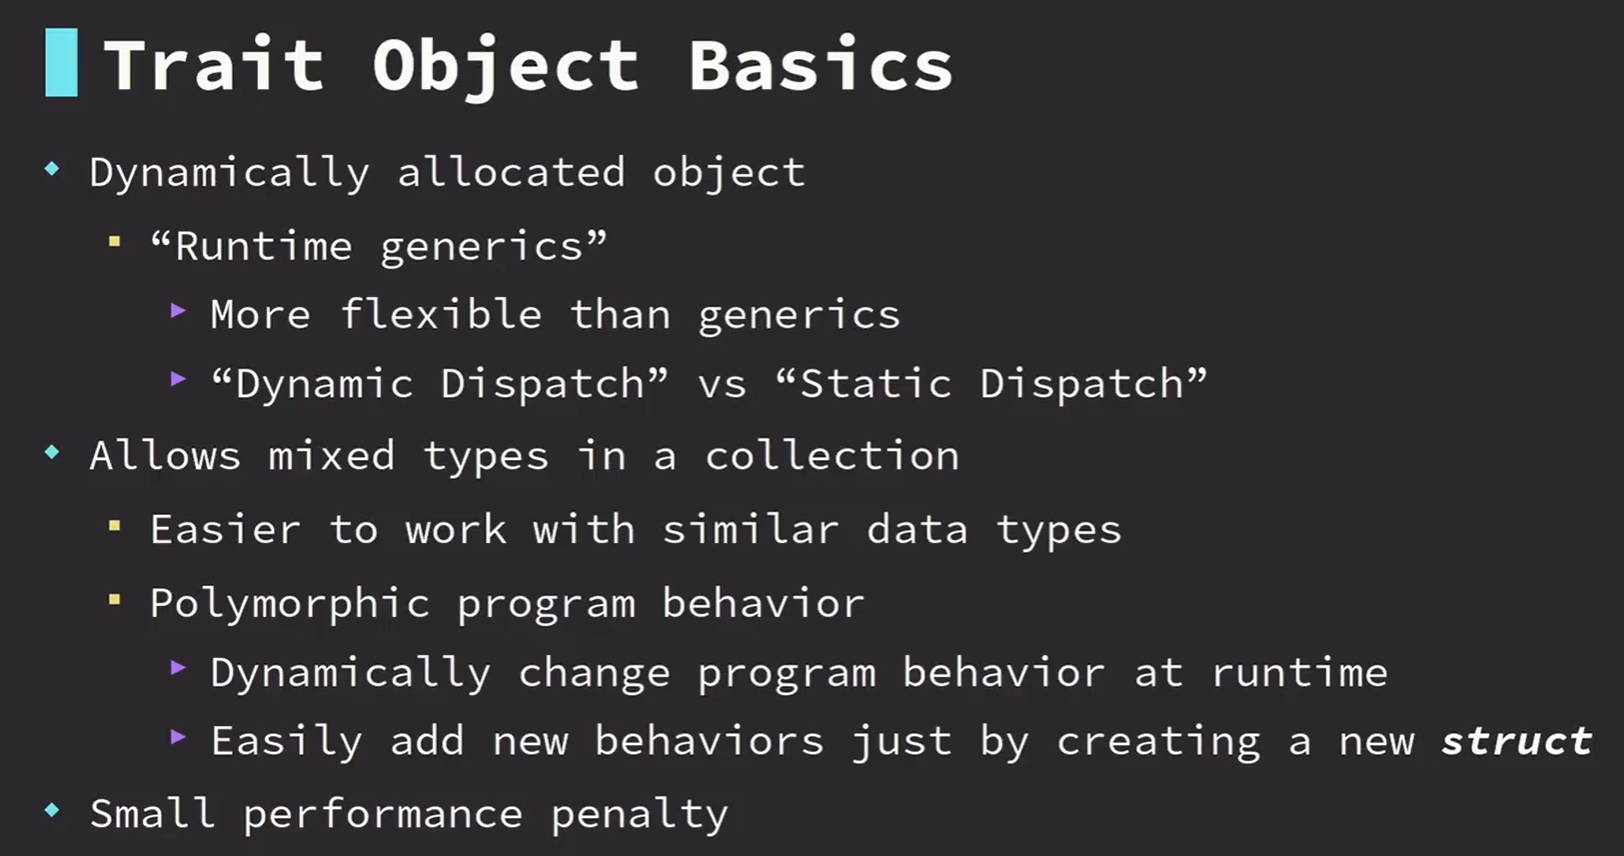 Trait Object Basics
Dynamically allocated object
“Runtime generics”
More flexible than generics
“Dynamic Dispatch” vs “Static Dispatch”
Allows mixed types in a collection
Easier to work with similar data types
Polymorphic program behavior
Dynamically change program behavior at runtime
Easily add new behaviors just by creating a new struct
Small performance penalty